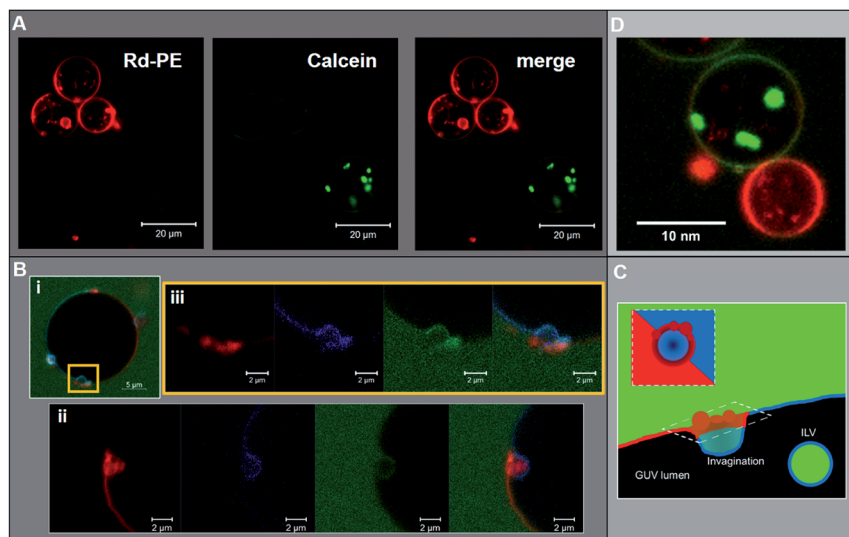 A
Rd-PE
Calcein
merge
20 µm
20 µm
20 µm
D
10 nm
B
i
5 µm
iii
2 µm
2 µm
2 µm
2 µm
ii
2 µm
2 µm
2 µm
2 µm
C
ILV
Invagination
GUV lumen